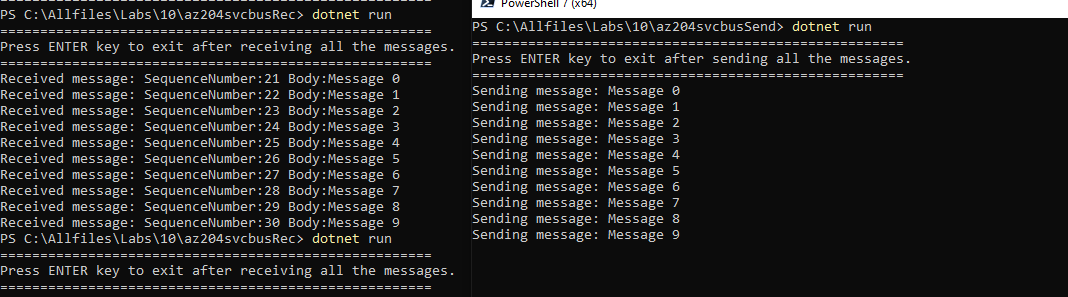 ==================================================
PS C:\Allfiles\Labs\10\az204svcbusRec> dotnet run
======================================================
Press ENTER key to exit after receiving all the messages.
======================================================
Received message: SequenceNumber:21 Body:Message 0
Received message: SequenceNumber:22 Body:Message 1
Received message: SequenceNumber:23 Body:Message 2
Received message: SequenceNumber:24 Body:Message 3
Received message: SequenceNumber:25 Body:Message 4
Received message: SequenceNumber:26 Body:Message 5
Received message: SequenceNumber:27 Body:Message 6
Received message: SequenceNumber:28 Body:Message 7
Received message: SequenceNumber:29 Body:Message 8
Received message: SequenceNumber:30 Body:Message 9
PS C:\Allfiles\Labs\10\az204svcbusRec> dotnet run
======================================================
Press ENTER key to exit after receiving all the messages.
======================================================
PowerShell 7 (x64)
PS C:\Allfiles\Labs\10\az204svcbusSend> dotnet run
======================================================
Press ENTER key to exit after sending all the messages.
======================================================
Sending message: Message 0
Sending message: Message 1
Sending message: Message 2
Sending message: Message 3
Sending message: Message 4
Sending message: Message 5
Sending message: Message 6
Sending message: Message 7
Sending message: Message 8
Sending message: Message 9